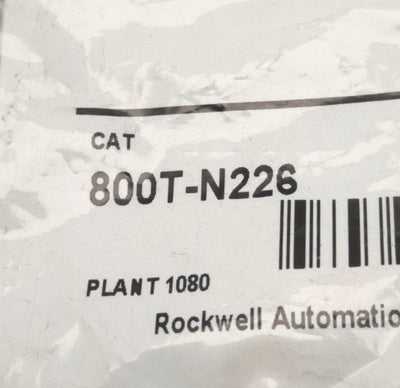 CAT
800T-N226
PLANT 1080
Rockwell Automatio